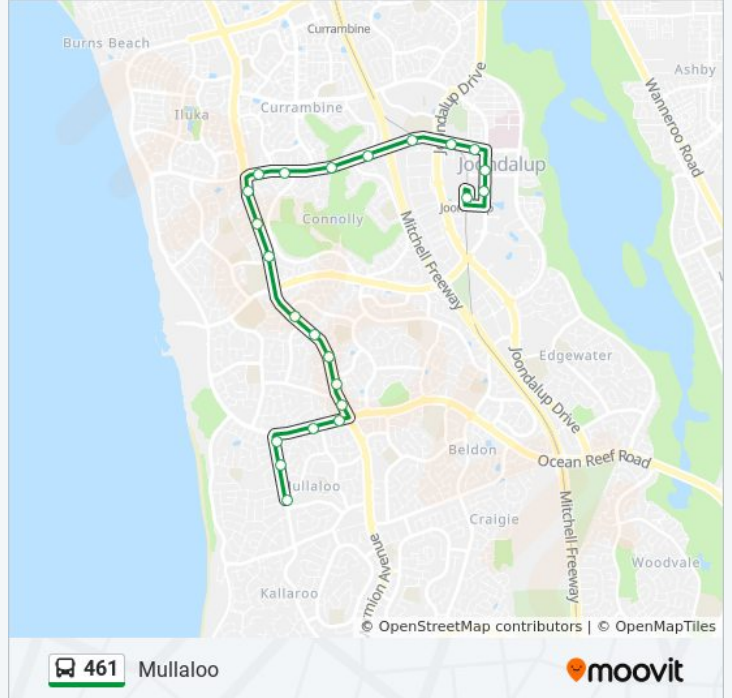 Burns Beach
Currambine
Ashby
Iluka
Currambine
Joondalup Drive
Wanneroo Road
Joondalup
Connolly
Mitchell Freeway
Edgewater
Joondalup Drive
Beldon
Ocean Reef Road
Craigie
Mitchell Freeway
Woodvale
Kallaroo
© OpenStreetMap contributors | © OpenMapTiles
461 Mullaloo
moovit